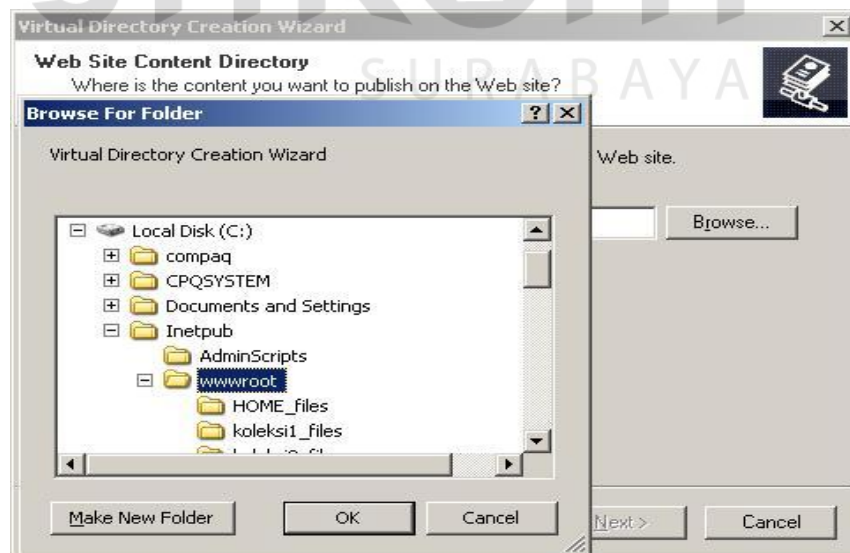 Virtual Directory Creation Wizard
Web Site Content Directory
Where is the content you want to publish on the Web site?
SURABAYA
Browse For Folder
Virtual Directory Creation Wizard
Web site.
Browse...
Local Disk (C:)
compaq
CPQSYSTEM
Documents and Settings
Inetpub
AdminScripts
wwwroot
HOME_files
koleksi1_files
Make New Folder
OK
Cancel
Next >
Cancel